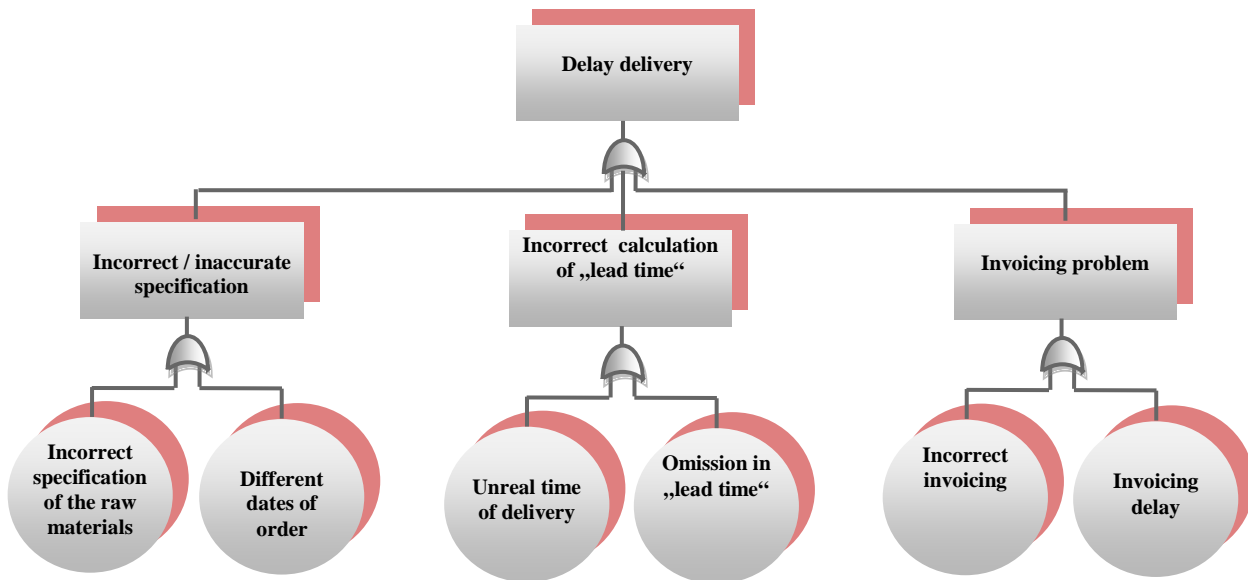 Delay delivery
Incorrect / inaccurate
specification
Incorrect calculation
of „lead time“
Invoicing problem
Incorrect
specification
of the raw
materials
Different
dates of
order
Unreal time
of delivery
Omission in
„lead time“
Incorrect
invoicing
Invoicing
delay